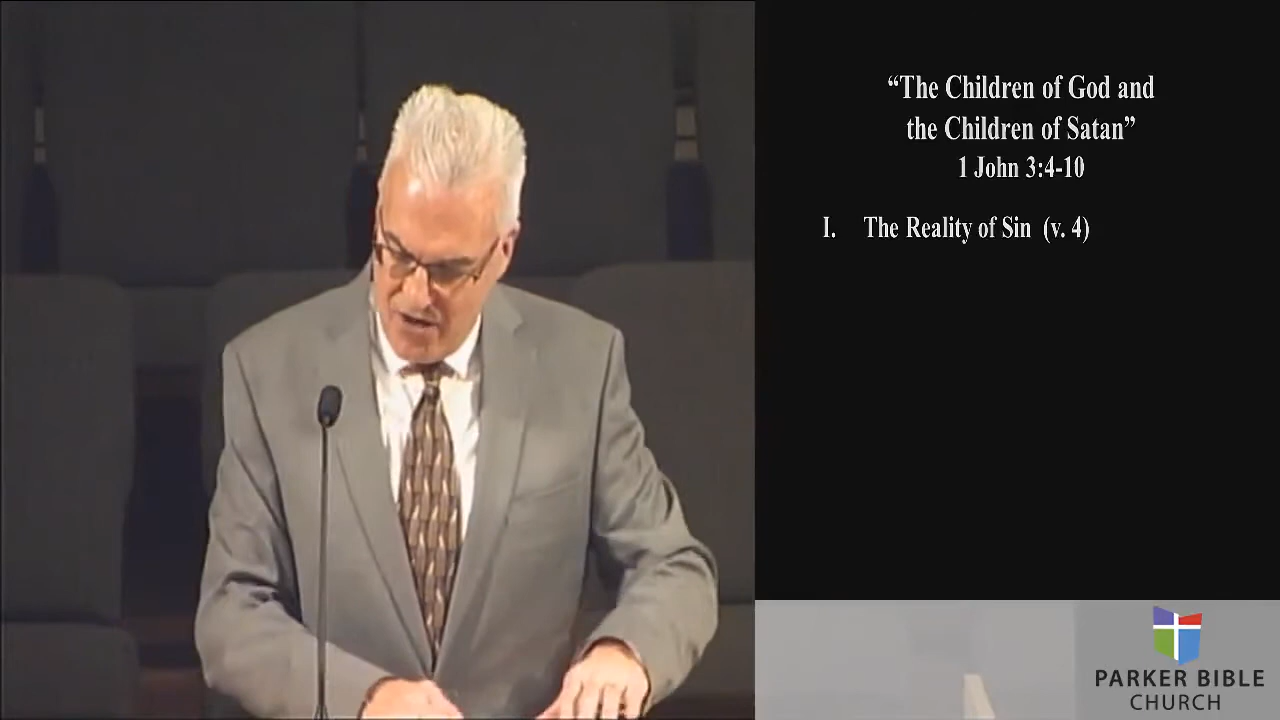 “The Children of God and
the Children of Satan”
1 John 3:4-10
I. The Reality of Sin (v. 4)
PARKER BIBLE
CHURCH